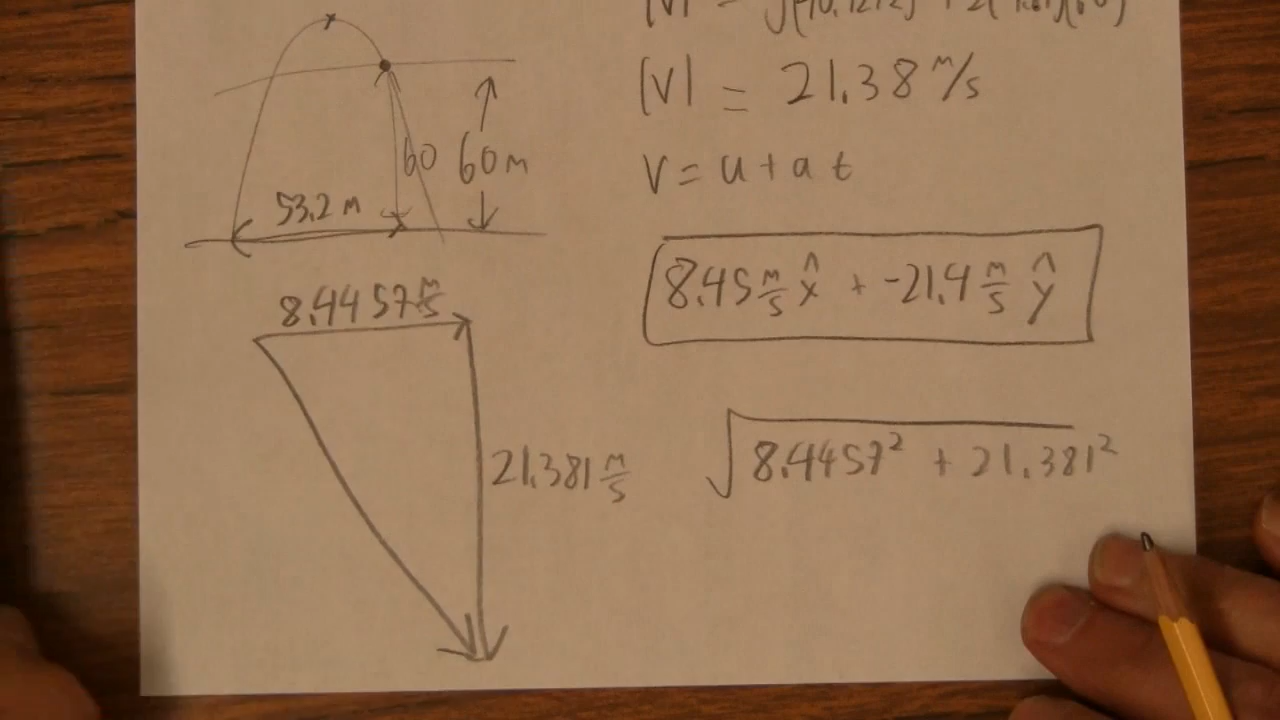 |V| = 21.38 m/s
60 60m
V = u + a t
53.2 m
8.45 m/s x̂ + -21.4 m/s ŷ
8.4457 m/s
√(8.4457² + 21.381²)
21.381 m/s